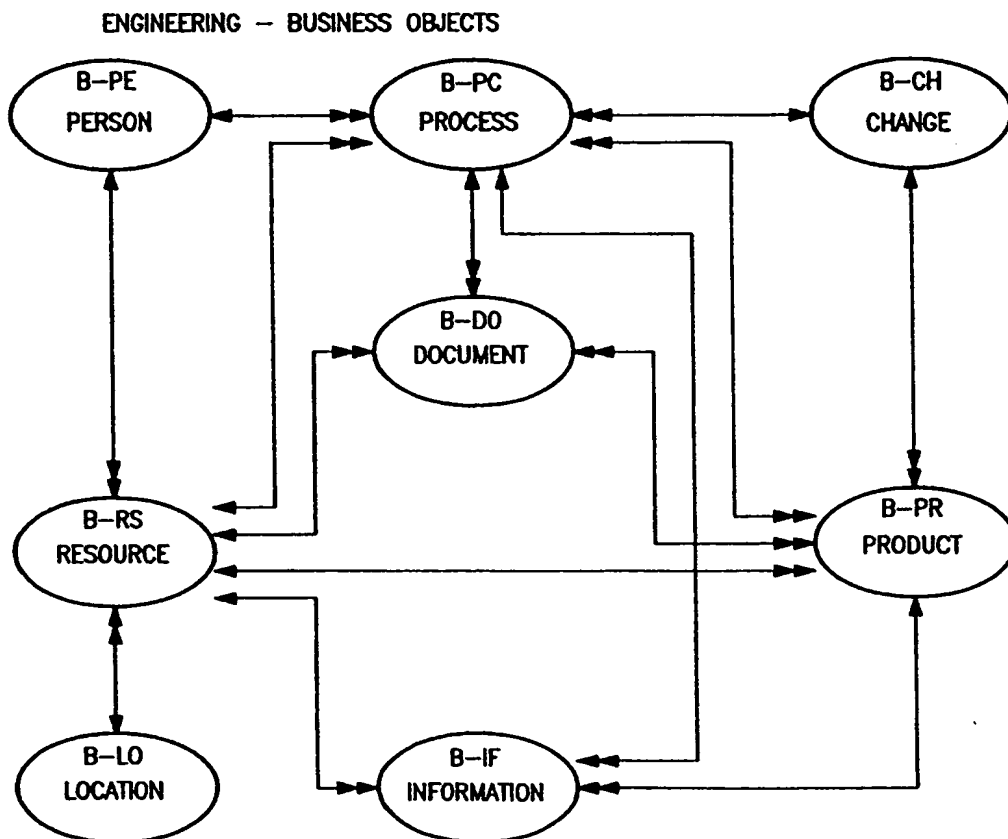 ENGINEERING – BUSINESS OBJECTS
B–PE
PERSON
B–PC
PROCESS
B–CH
CHANGE
B–DO
DOCUMENT
B–RS
RESOURCE
B–PR
PRODUCT
B–LO
LOCATION
B–IF
INFORMATION